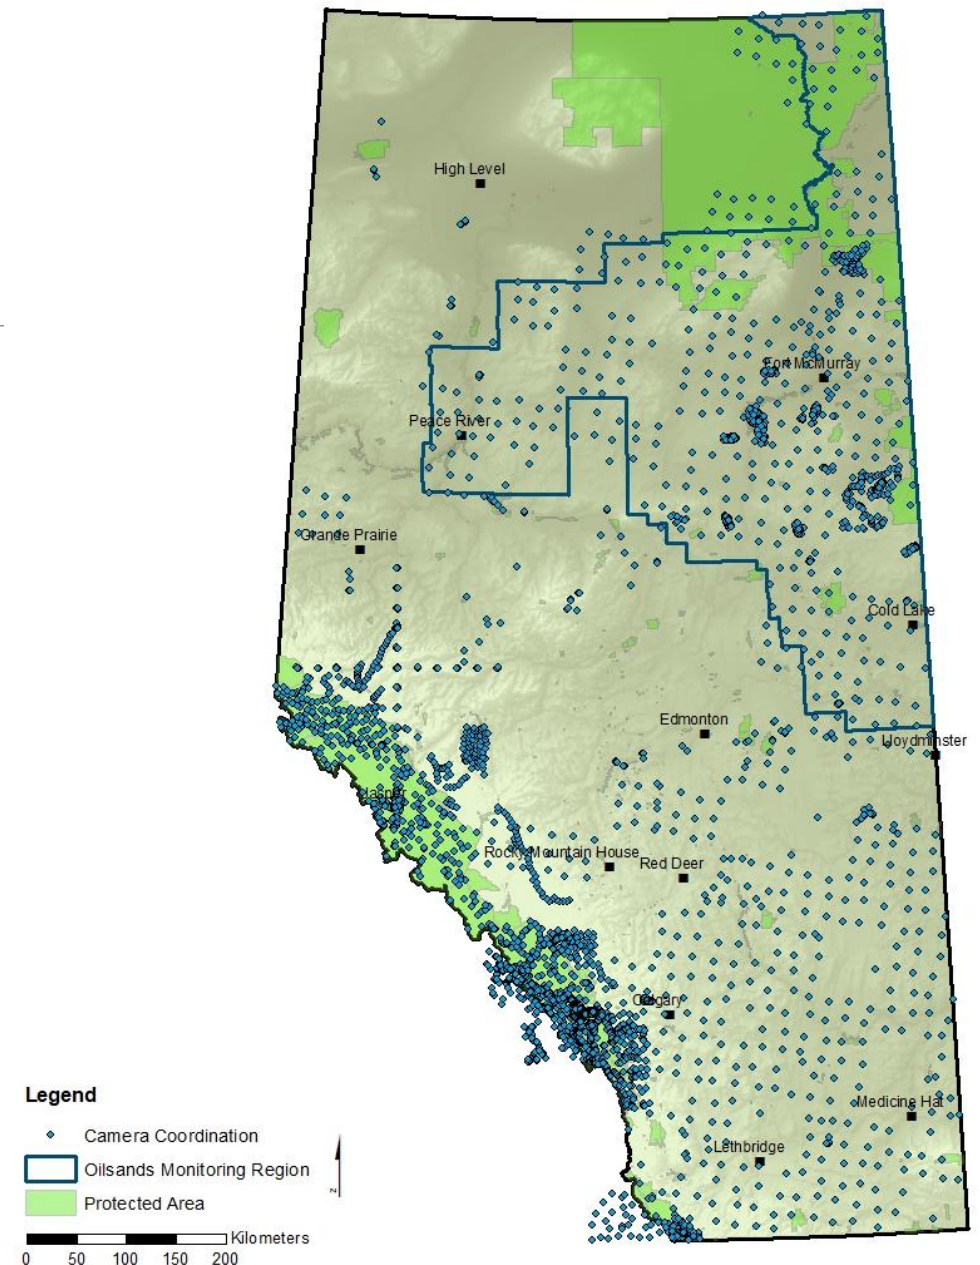 High Level
Fort McMurray
Peace River
Grande Prairie
Cold Lake
Edmonton
Lloydminster
Jasper
Rocky Mountain House
Red Deer
Calgary
Medicine Hat
Lethbridge
Legend
Camera Coordination
Oilsands Monitoring Region
Protected Area
N
Kilometers
0 50 100 150 200